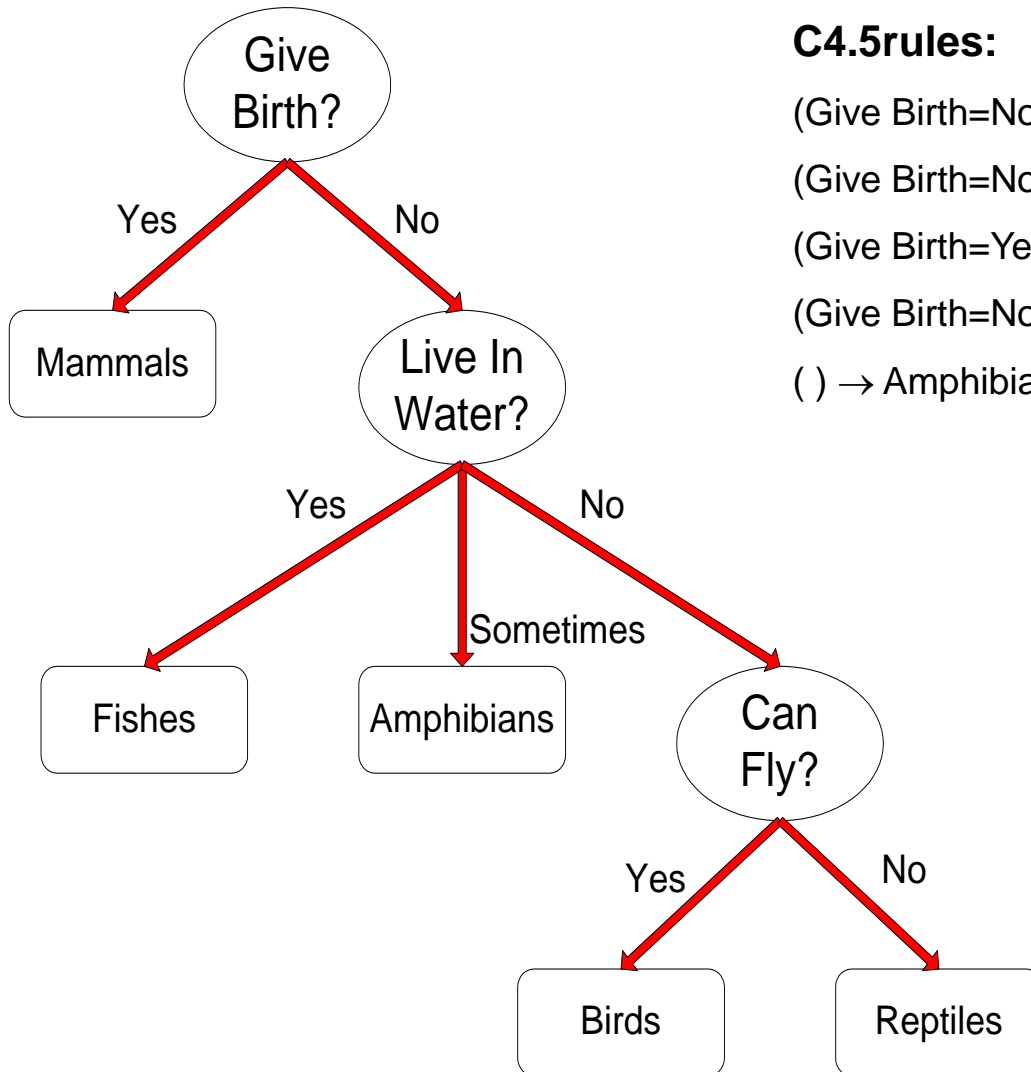 Give
Birth?
Yes
No
Mammals
Live In
Water?
Yes
No
Sometimes
Fishes
Amphibians
Can
Fly?
Yes
No
Birds
Reptiles
C4.5rules:
(Give Birth=No
(Give Birth=No
(Give Birth=Ye
(Give Birth=No
( ) → Amphibia